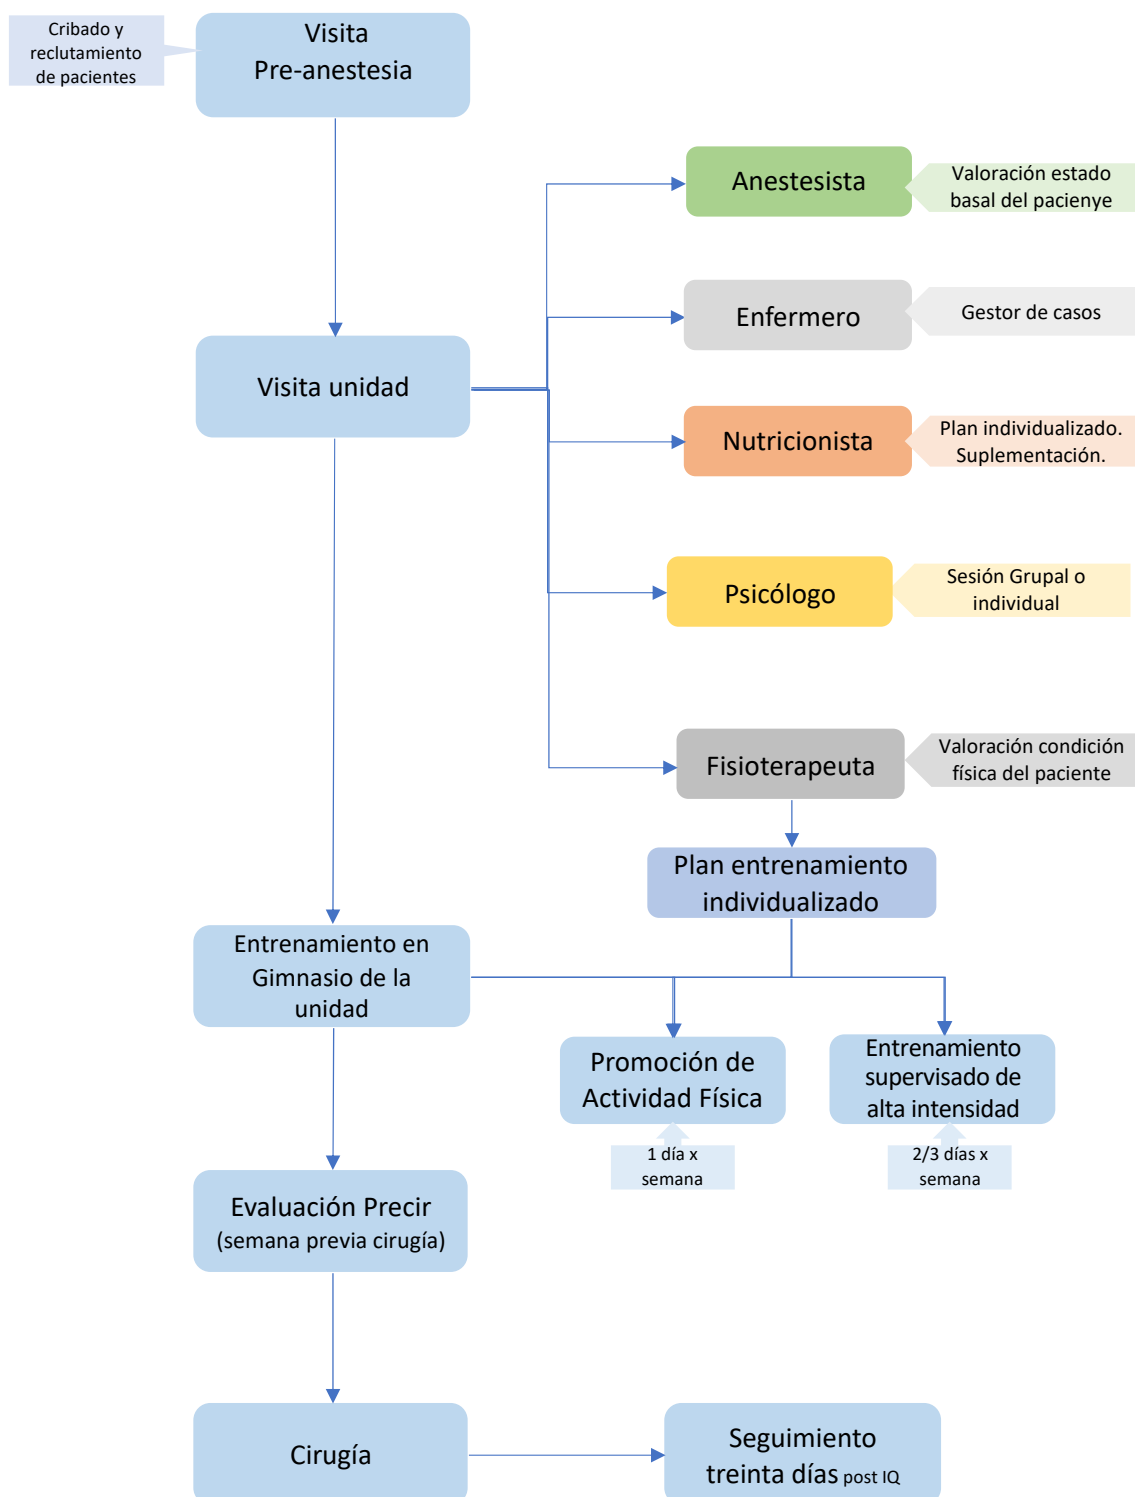 Cribado y
reclutamiento
de pacientes
Visita
Pre-anestesia
Anestesista
Valoración estado
basal del pacienye
Enfermero
Gestor de casos
Visita unidad
Nutricionista
Plan individualizado.
Suplementación.
Psicólogo
Sesión Grupal o
individual
Fisioterapeuta
Valoración condición
física del paciente
Plan entrenamiento
individualizado
Entrenamiento en
Gimnasio de la
unidad
Promoción de
Actividad Física
1 día x
semana
Entrenamiento
supervisado de
alta intensidad
2/3 días x
semana
Evaluación Precir
(semana previa cirugía)
Cirugía
Seguimiento
treinta días post IQ